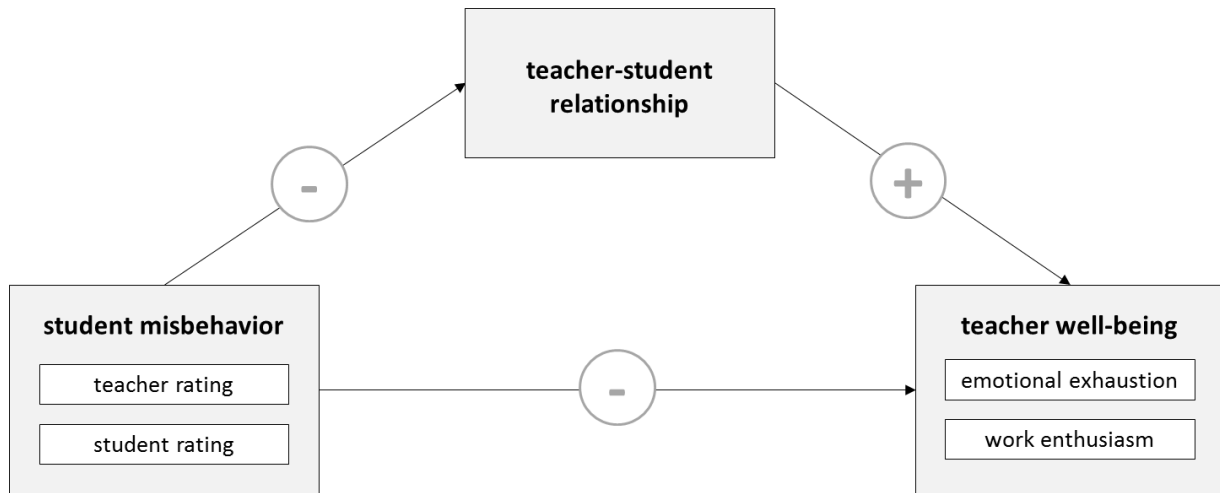 teacher-student
relationship
-
+
student misbehavior
teacher rating
student rating
-
teacher well-being
emotional exhaustion
work enthusiasm